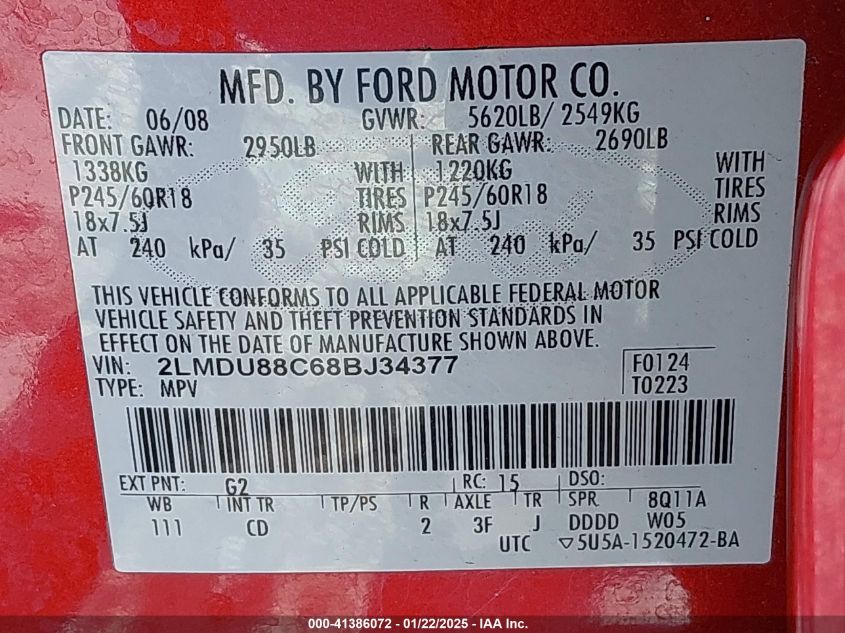 MFD. BY FORD MOTOR CO.
DATE: 06/08 GVWR: 5620LB/ 2549KG
FRONT GAWR: 2950LB REAR GAWR: 2690LB
1338KG WITH 1220KG WITH
P245/60R18 TIRES P245/60R18 TIRES
18x7.5J RIMS 18x7.5J RIMS
AT 240 kPa/ 35 PSI COLD AT 240 kPa/ 35 PSI COLD
THIS VEHICLE CONFORMS TO ALL APPLICABLE FEDERAL MOTOR
VEHICLE SAFETY AND THEFT PREVENTION STANDARDS IN
EFFECT ON THE DATE OF MANUFACTURE SHOWN ABOVE.
VIN: 2LMDU88C68BJ34377 F0124
TYPE: MPV T0223
EXT PNT: G2 RC: 15 DSO:
WB INT TR TP/PS R AXLE TR SPR 8Q11A
111 CD 2 3F J DDDD W05
UTC ▽5U5A-1520472-BA
000-41386072 - 01/22/2025 - IAA Inc.